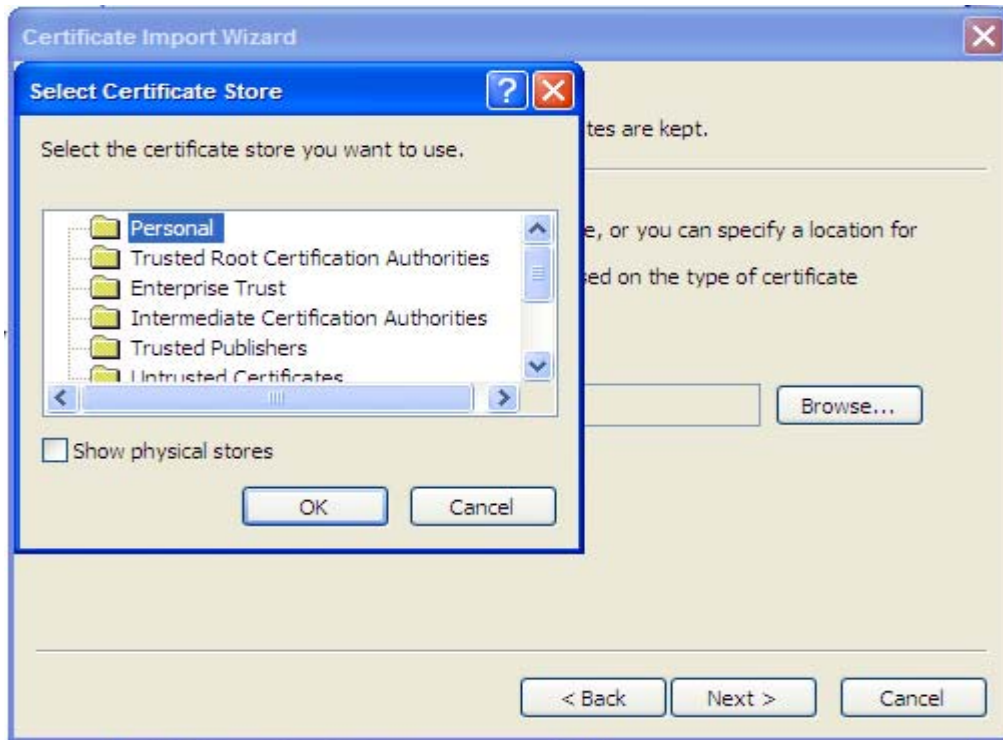 Certificate Import Wizard
Select Certificate Store
Select the certificate store you want to use.
Personal
Trusted Root Certification Authorities
Enterprise Trust
Intermediate Certification Authorities
Trusted Publishers
Untrusted Certificates
Show physical stores
OK Cancel
tes are kept.
e, or you can specify a location for
sed on the type of certificate
Browse...
< Back Next > Cancel